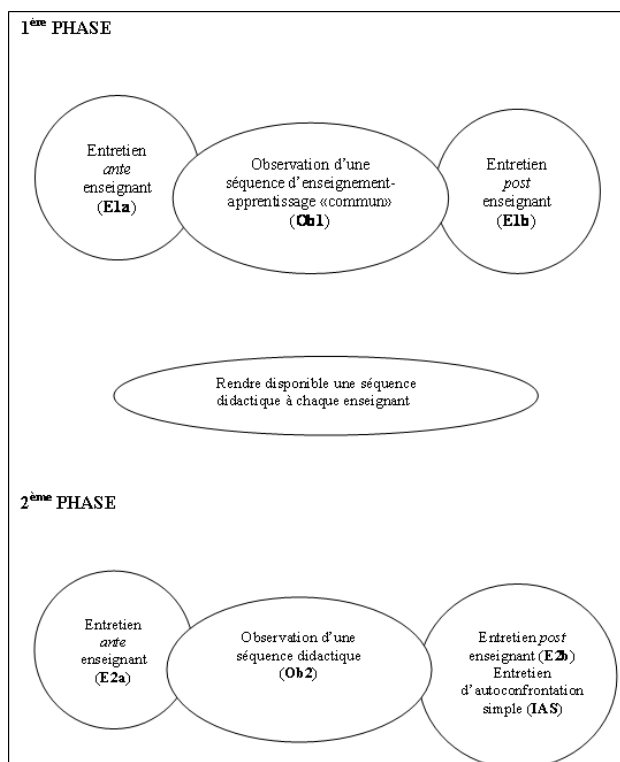 1ère PHASE
Entretien
ante
enseignant
(E1a)
Observation d'une
séquence d'enseignement-
apprentissage «commun»
(Ob1)
Entretien
post
enseignant
(E1b)
Rendre disponible une séquence
didactique à chaque enseignant
2ème PHASE
Entretien
ante
enseignant
(E2a)
Observation d'une
séquence didactique
(Ob2)
Entretien post
enseignant (E2b)
Entretien
d'autoconfrontation
simple (IAS)